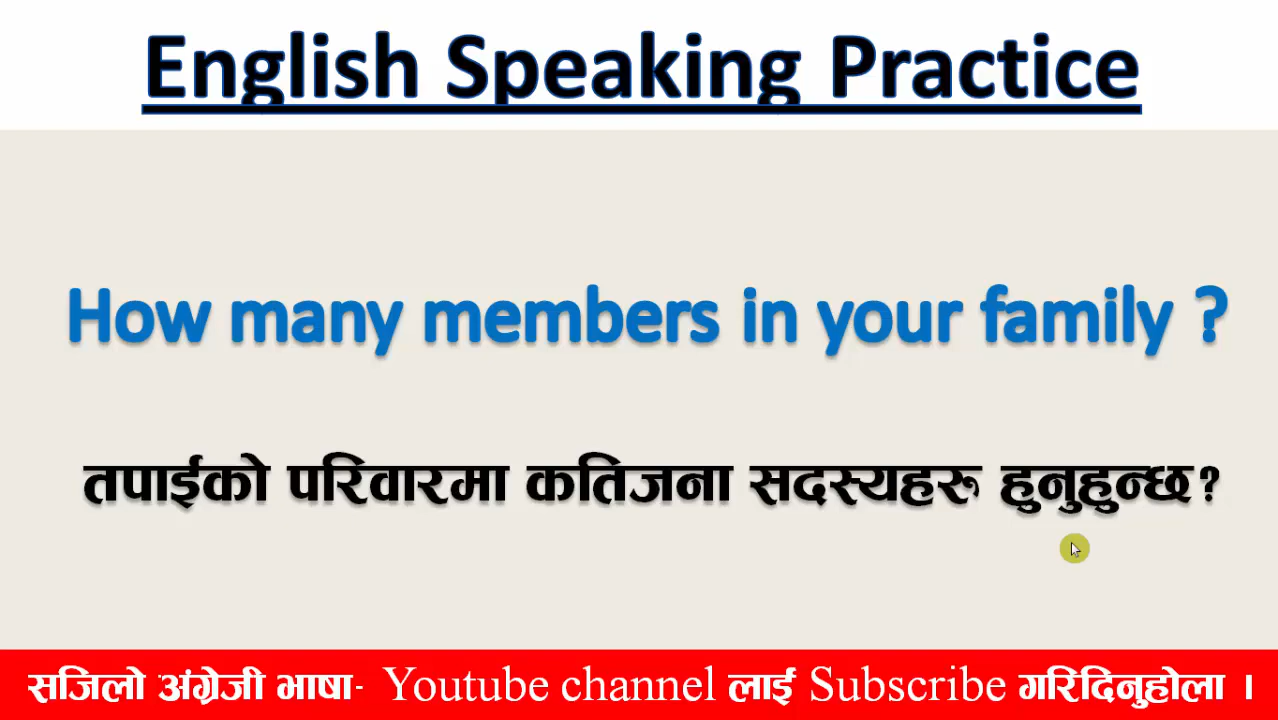 English Speaking Practice
How many members in your family ?
तपाईको परिवारमा कतिजना सदस्यहरू हुनुहुन्छ?
सजिलो अंग्रेजी भाषा- Youtube channel लाई Subscribe गरिदिनुहोला ।